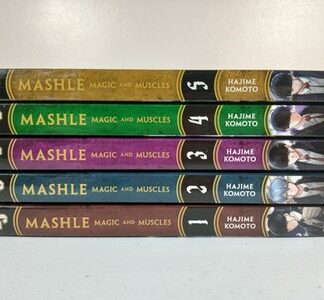 MASHLE MAGIC AND MUSCLES 5 HAJIME
KOMOTO
MASHLE MAGIC AND MUSCLES 4 HAJIME
KOMOTO
MASHLE MAGIC AND MUSCLES 3 HAJIME
KOMOTO
MASHLE MAGIC AND MUSCLES 2 HAJIME
KOMOTO
MASHLE MAGIC AND MUSCLES 1 HAJIME
KOMOTO